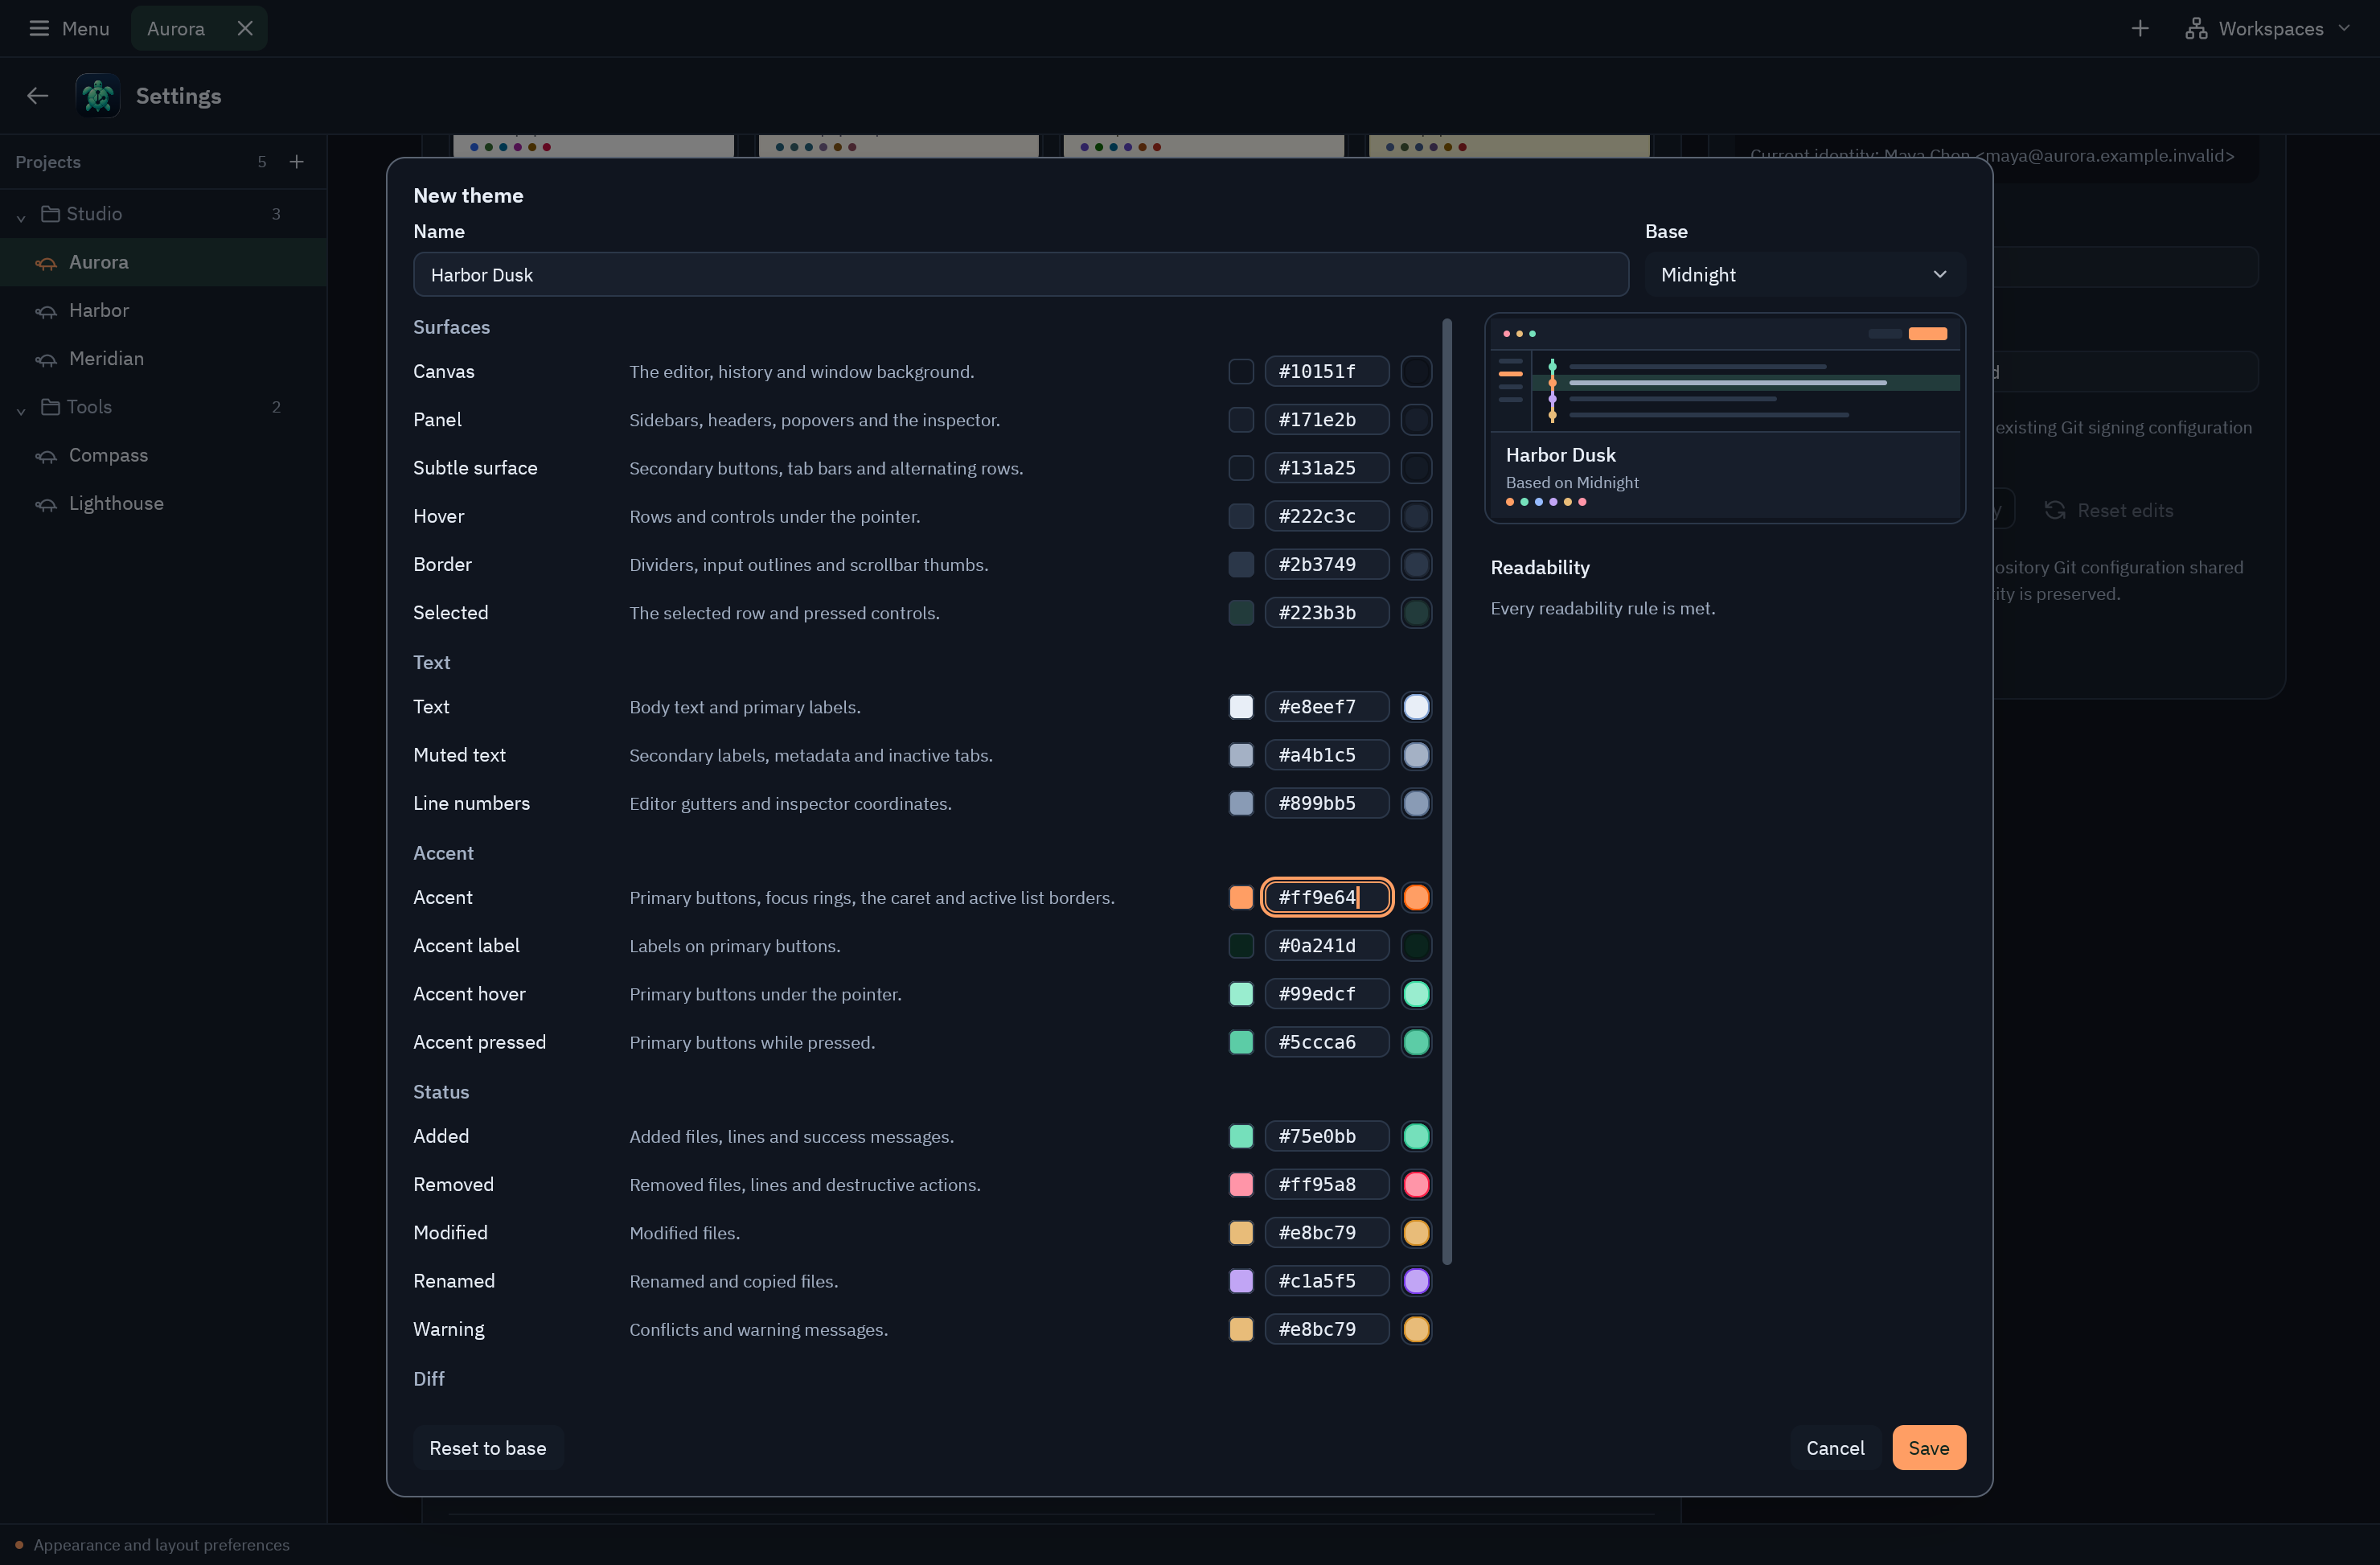 Menu
Aurora
Workspaces
Settings
Projects 5
Studio 3
Aurora
Harbor
Meridian
Tools 2
Compass
Lighthouse
Current identity: Maya Chen <maya@aurora.example.invalid>
existing Git signing configuration
Reset edits
ository Git configuration shared
ity is preserved.
New theme
Name
Base
Harbor Dusk
Midnight
Surfaces
Canvas The editor, history and window background. #10151f
Panel Sidebars, headers, popovers and the inspector. #171e2b
Subtle surface Secondary buttons, tab bars and alternating rows. #131a25
Hover Rows and controls under the pointer. #222c3c
Border Dividers, input outlines and scrollbar thumbs. #2b3749
Selected The selected row and pressed controls. #223b3b
Text
Text Body text and primary labels. #e8eef7
Muted text Secondary labels, metadata and inactive tabs. #a4b1c5
Line numbers Editor gutters and inspector coordinates. #899bb5
Accent
Accent Primary buttons, focus rings, the caret and active list borders. #ff9e64
Accent label Labels on primary buttons. #0a241d
Accent hover Primary buttons under the pointer. #99edcf
Accent pressed Primary buttons while pressed. #5ccca6
Status
Added Added files, lines and success messages. #75e0bb
Removed Removed files, lines and destructive actions. #ff95a8
Modified Modified files. #e8bc79
Renamed Renamed and copied files. #c1a5f5
Warning Conflicts and warning messages. #e8bc79
Diff
Harbor Dusk
Based on Midnight
Readability
Every readability rule is met.
Reset to base
Cancel
Save
Appearance and layout preferences